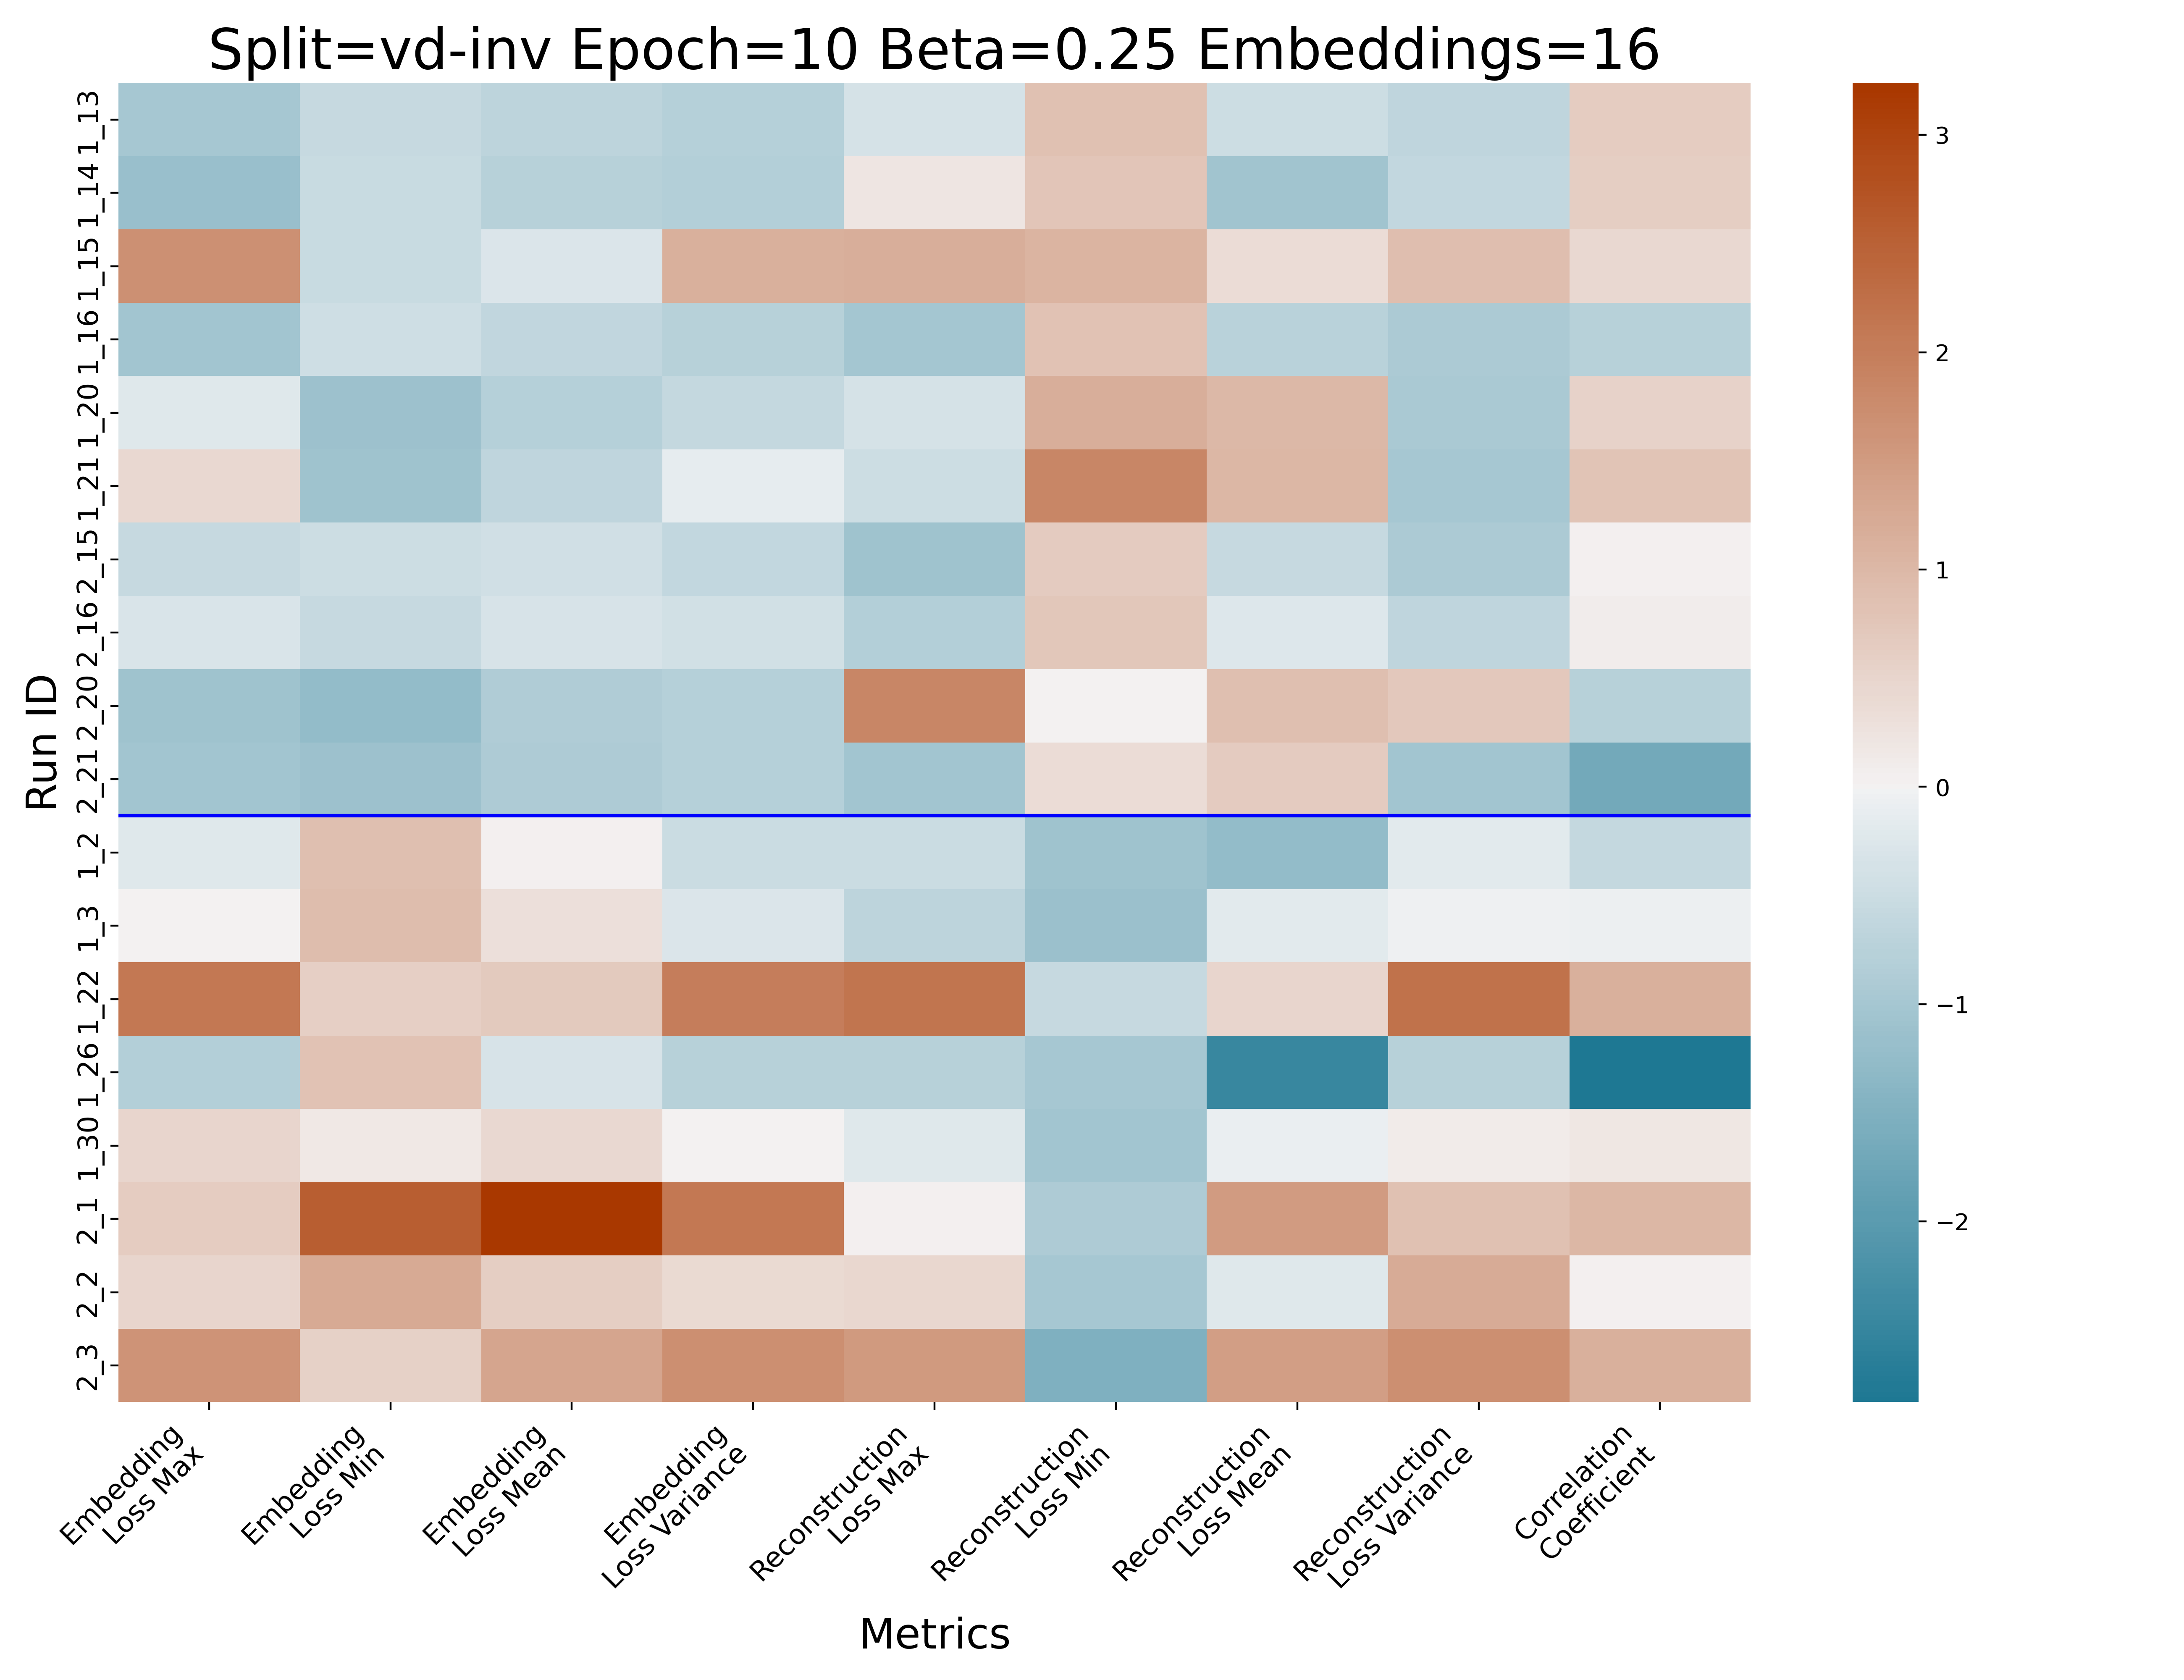 Split=vd-inv Epoch=10 Beta=0.25 Embeddings=16
Run ID
1_13
1_14
1_15
1_16
1_20
1_21
2_15
2_16
2_20
2_21
1_2
1_3
1_22
1_26
1_30
2_1
2_2
2_3
3
2
1
0
−1
−2
Embedding
Loss Max
Embedding
Loss Min
Embedding
Loss Mean
Embedding
Loss Variance
Reconstruction
Loss Max
Reconstruction
Loss Min
Reconstruction
Loss Mean
Reconstruction
Loss Variance
Correlation
Coefficient
Metrics